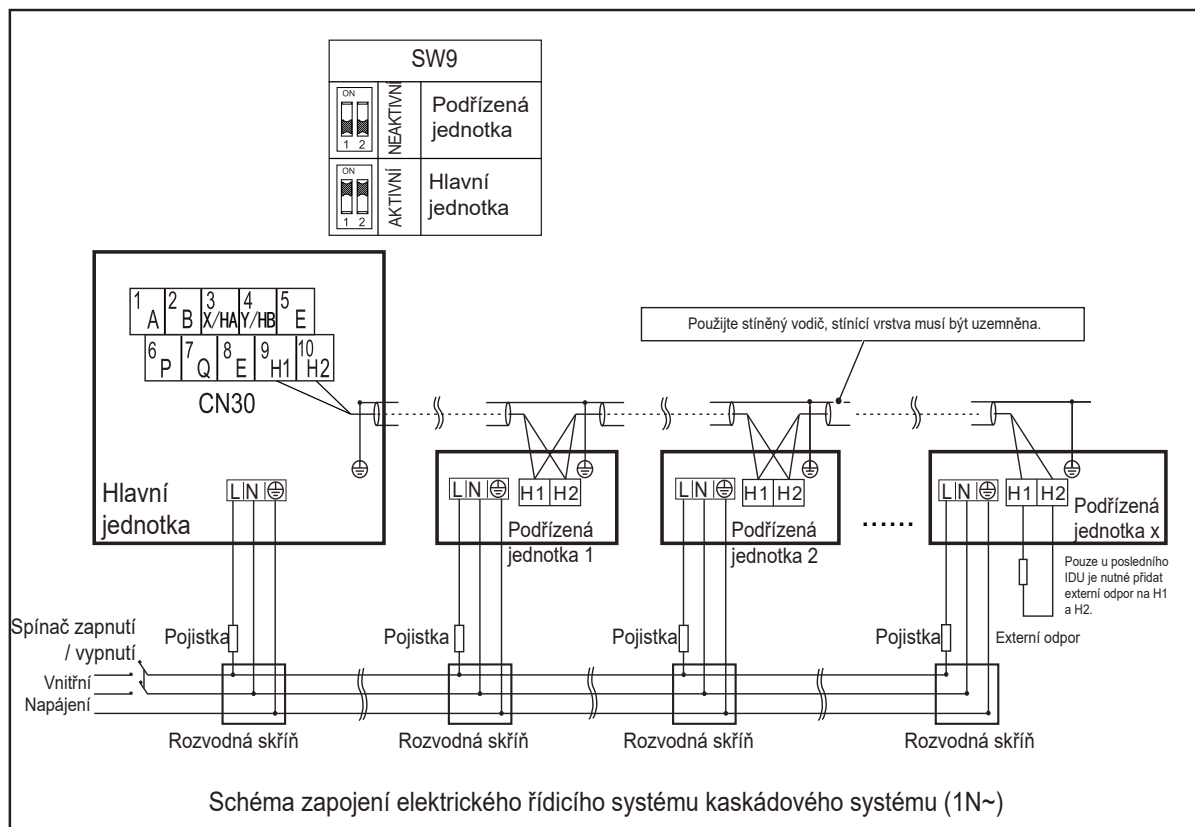 SW9
ON
1 2
NEAKTIVNÍ
Podřízená
jednotka
ON
1 2
AKTIVNÍ
Hlavní
jednotka
1 A 2 B 3 X/HA 4 Y/HB 5 E
6 P 7 Q 8 E 9 H1 10 H2
CN30
Použijte stíněný vodič, stínící vrstva musí být uzemněna.
Hlavní
jednotka
L N
L N
H1 H2
Podřízená
jednotka 1
L N
H1 H2
Podřízená
jednotka 2
......
L N
H1 H2
Podřízená
jednotka x
Pouze u posledního
IDU je nutné přidat
externí odpor na H1
a H2.
Externí odpor
Spínač zapnutí
/ vypnutí
Vnitřní
Napájení
Pojistka
Pojistka
Pojistka
Pojistka
Rozvodná skříň
Rozvodná skříň
Rozvodná skříň
Rozvodná skříň
Schéma zapojení elektrického řídicího systému kaskádového systému (1N~)